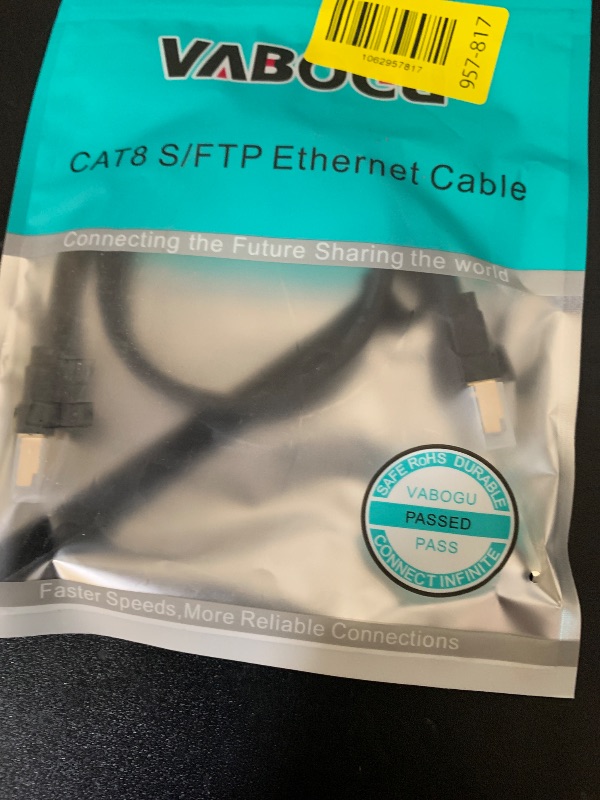 1062957817
957-817
VABOGU
CAT8 S/FTP Ethernet Cable
Connecting the Future Sharing the world
SAFE RoHS DURABLE
VABOGU
PASSED
PASS
CONNECT INFINITE
Faster Speeds,More Reliable Connections